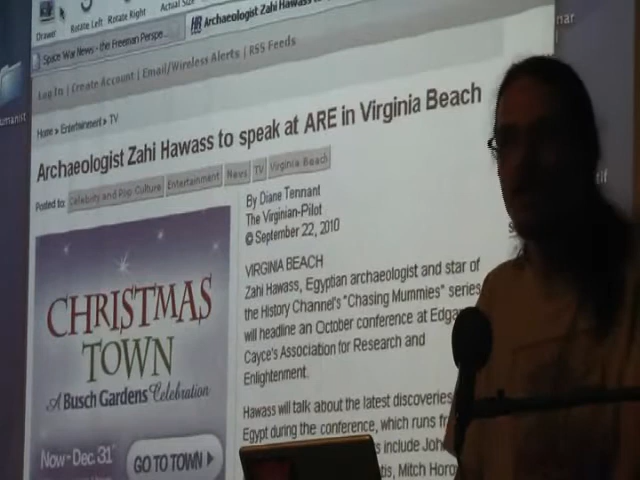 Drawer Rotate Left Rotate Right Actual Size
Space War News - the Freeman Perspe...
Archaeologist Zahi Hawass to
Log In | Create Account | Email/Wireless Alerts | RSS Feeds
Home » Entertainment » TV
Archaeologist Zahi Hawass to speak at ARE in Virginia Beach
Posted to: Celebrity and Pop Culture Entertainment News TV Virginia Beach
By Diane Tennant
The Virginian-Pilot
© September 22, 2010
VIRGINIA BEACH
Zahi Hawass, Egyptian archaeologist and star of
the History Channel's "Chasing Mummies" series
will headline an October conference at Edgar
Cayce's Association for Research and
Enlightenment.
Hawass will talk about the latest discoveries
Egypt during the conference, which runs
include John
Mitch
CHRISTMAS
TOWN
A Busch Gardens Celebration
Now-Dec. 31
GO TO TOWN